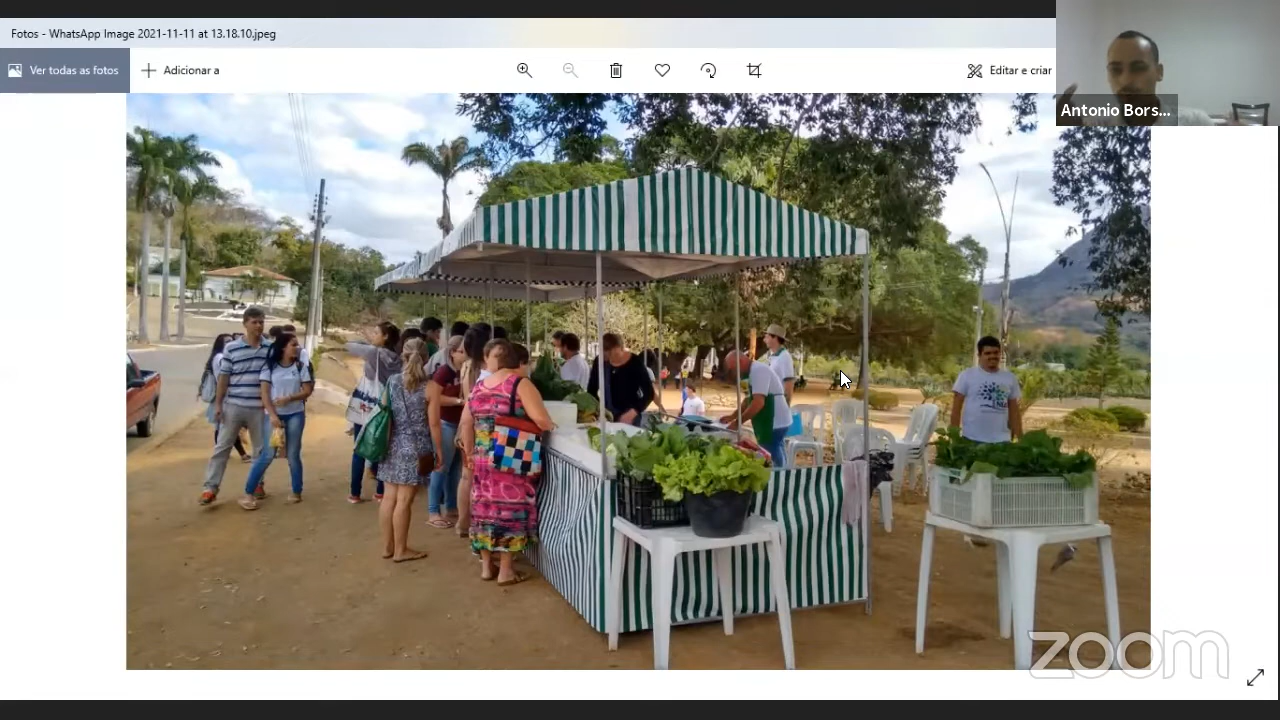 Fotos - WhatsApp Image 2021-11-11 at 13.18.10.jpeg
Ver todas as fotos
Adicionar a
Editar e criar
Antonio Bors...
zoom